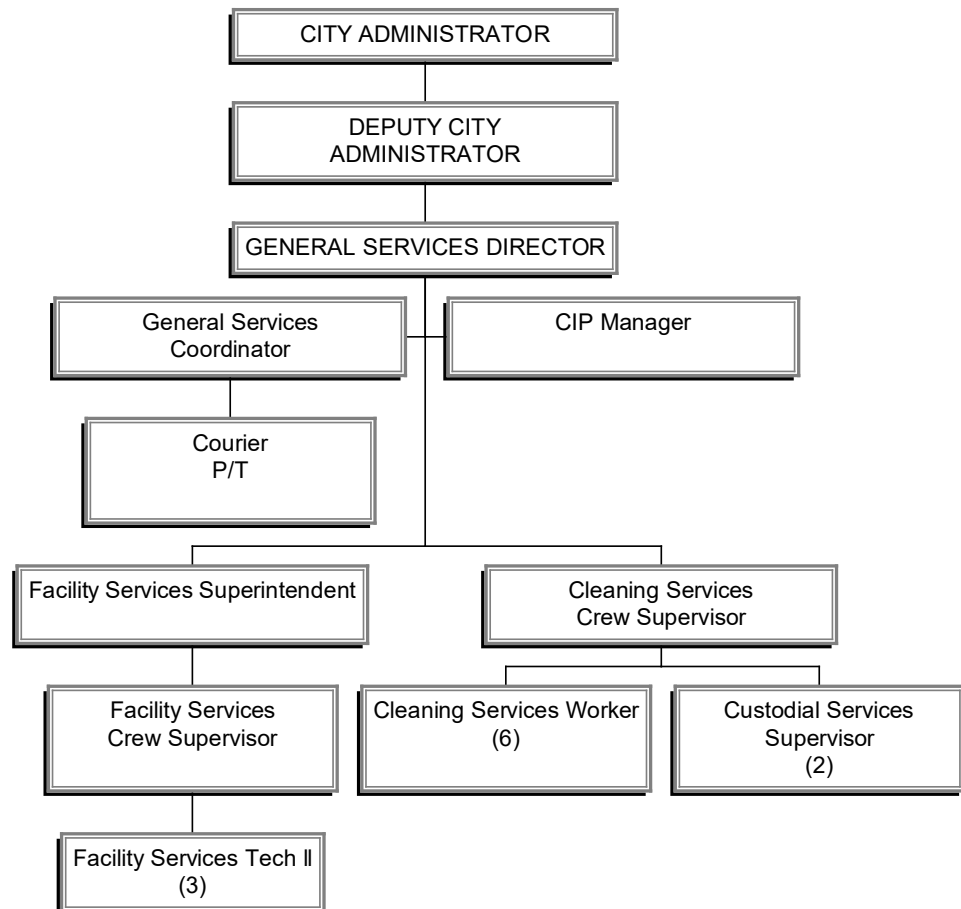 CITY ADMINISTRATOR
DEPUTY CITY
ADMINISTRATOR
GENERAL SERVICES DIRECTOR
General Services
Coordinator
CIP Manager
Courier
P/T
Facility Services Superintendent
Cleaning Services
Crew Supervisor
Facility Services
Crew Supervisor
Cleaning Services Worker
(6)
Custodial Services
Supervisor
(2)
Facility Services Tech II
(3)